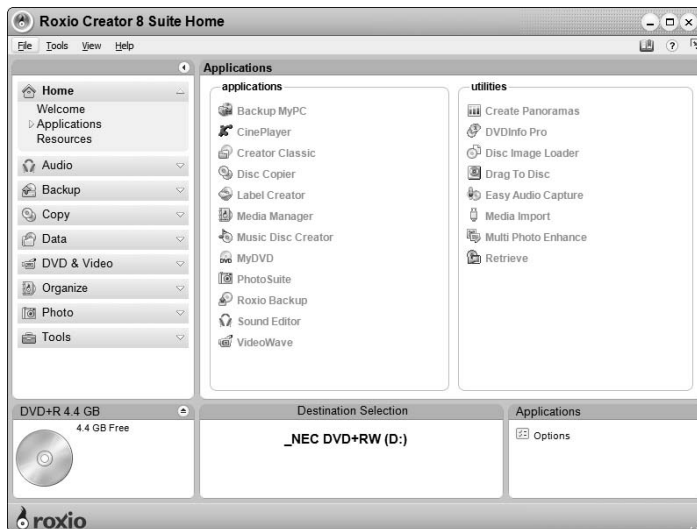 Roxio Creator 8 Suite Home
File Tools View Help
Applications
Home
Welcome
Applications
Resources
Audio
Backup
Copy
Data
DVD & Video
Organize
Photo
Tools
applications
Backup MyPC
CinePlayer
Creator Classic
Disc Copier
Label Creator
Media Manager
Music Disc Creator
MyDVD
PhotoSuite
Roxio Backup
Sound Editor
VideoWave
utilities
Create Panoramas
DVDInfo Pro
Disc Image Loader
Drag To Disc
Easy Audio Capture
Media Import
Multi Photo Enhance
Retrieve
DVD+R 4.4 GB
4.4 GB Free
Destination Selection
_NEC DVD+RW (D:)
Applications
Options
roxio